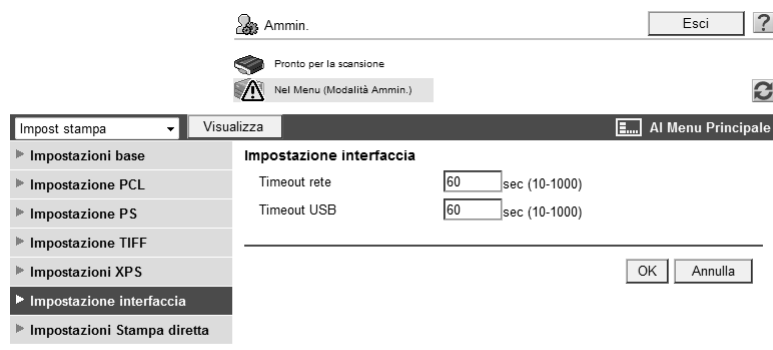 Ammin.
Esci
?
Pronto per la scansione
Nel Menu (Modalità Ammin.)
Impost stampa
Visualizza
Al Menu Principale
Impostazioni base
Impostazione PCL
Impostazione PS
Impostazione TIFF
Impostazioni XPS
Impostazione interfaccia
Impostazioni Stampa diretta
Impostazione interfaccia
Timeout rete 60 sec (10-1000)
Timeout USB 60 sec (10-1000)
OK Annulla